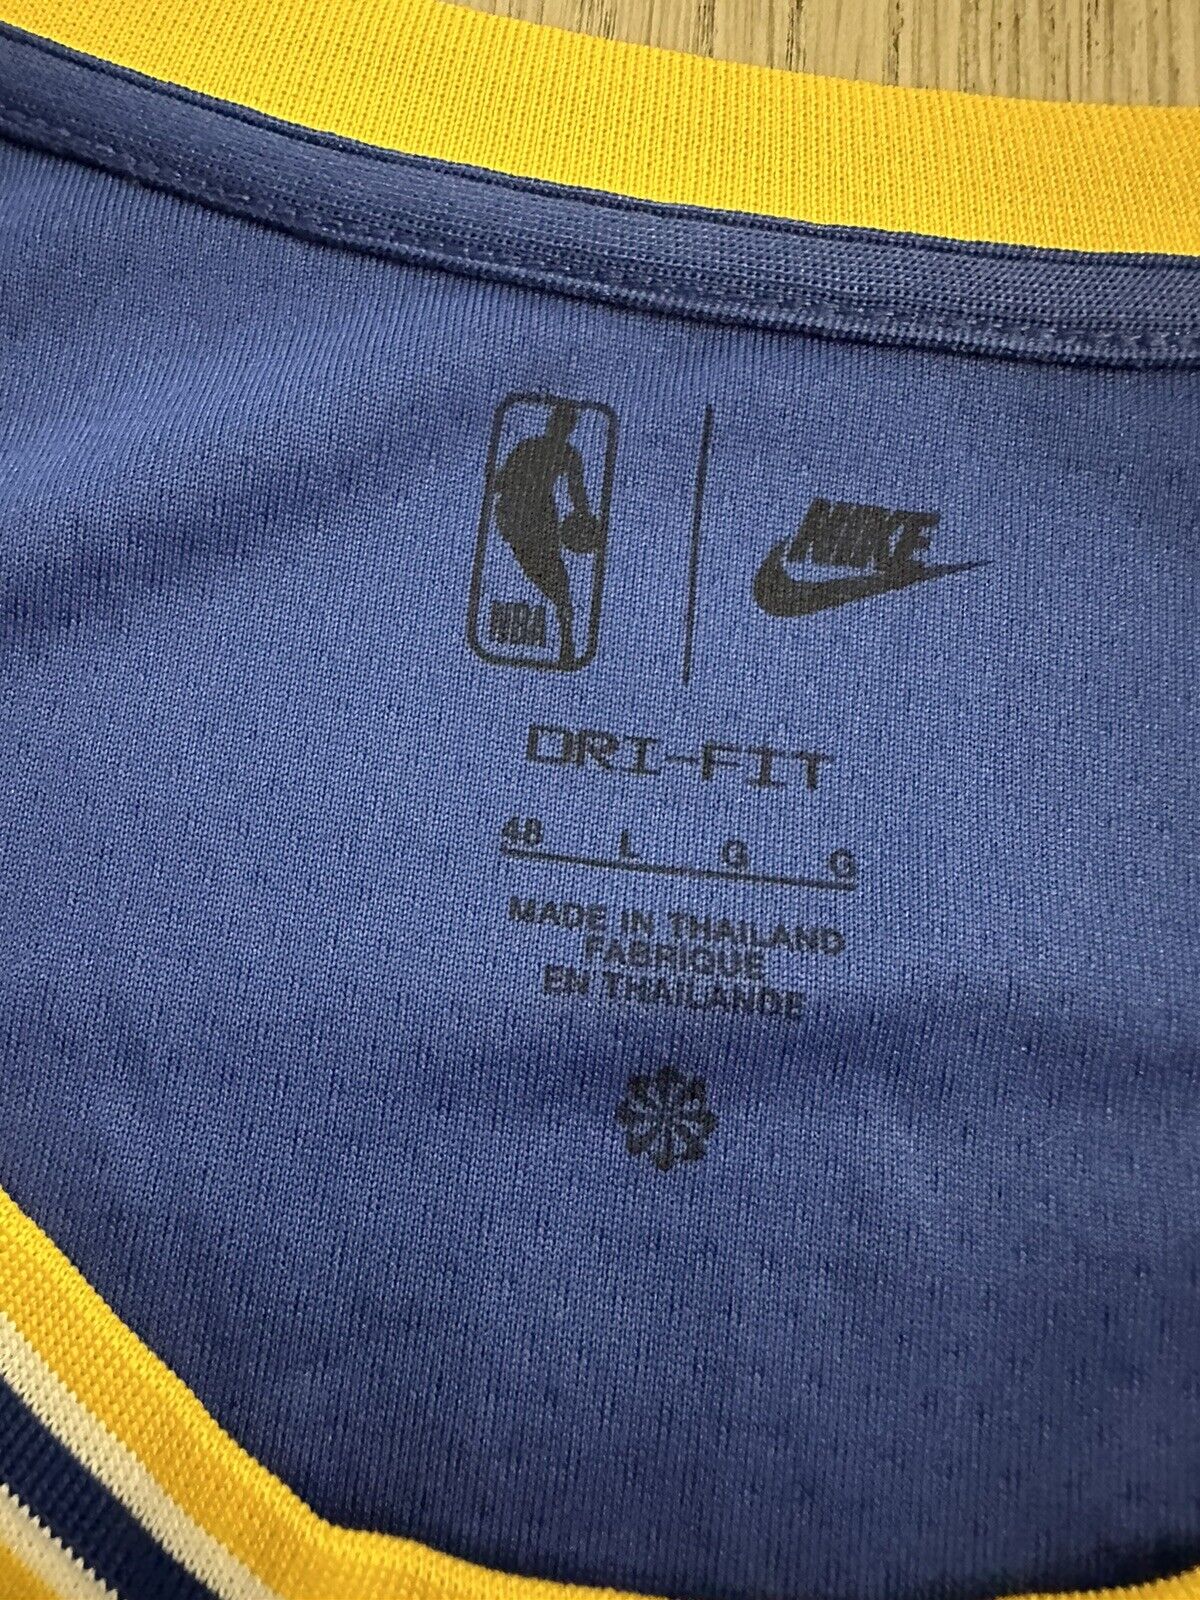 NBA
NIKE
DRI-FIT
48 L G G
MADE IN THAILAND
FABRIQUE
EN THAILANDE